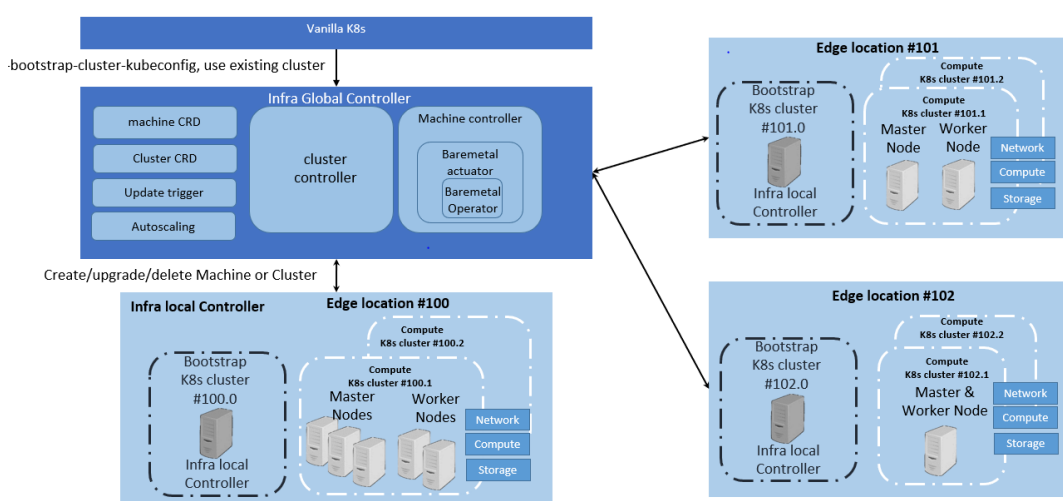 Vanilla K8s
-bootstrap-cluster-kubeconfig, use existing cluster
Infra Global Controller
machine CRD
Cluster CRD
Update trigger
Autoscaling
cluster
controller
Machine controller
Baremetal
actuator
Baremetal
Operator
Create/upgrade/delete Machine or Cluster
Infra local Controller
Edge location #100
Bootstrap
K8s cluster
#100.0
Infra local
Controller
Compute
K8s cluster #100.2
Compute
K8s cluster #100.1
Master
Nodes
Worker
Nodes
Network
Compute
Storage
Edge location #101
Bootstrap
K8s cluster
#101.0
Infra local
Controller
Compute
K8s cluster #101.2
Compute
K8s cluster #101.1
Master
Node
Worker
Node
Network
Compute
Storage
Edge location #102
Bootstrap
K8s cluster
#102.0
Infra local
Controller
Compute
K8s cluster #102.2
Compute
K8s cluster #102.1
Master &
Worker Node
Network
Compute
Storage